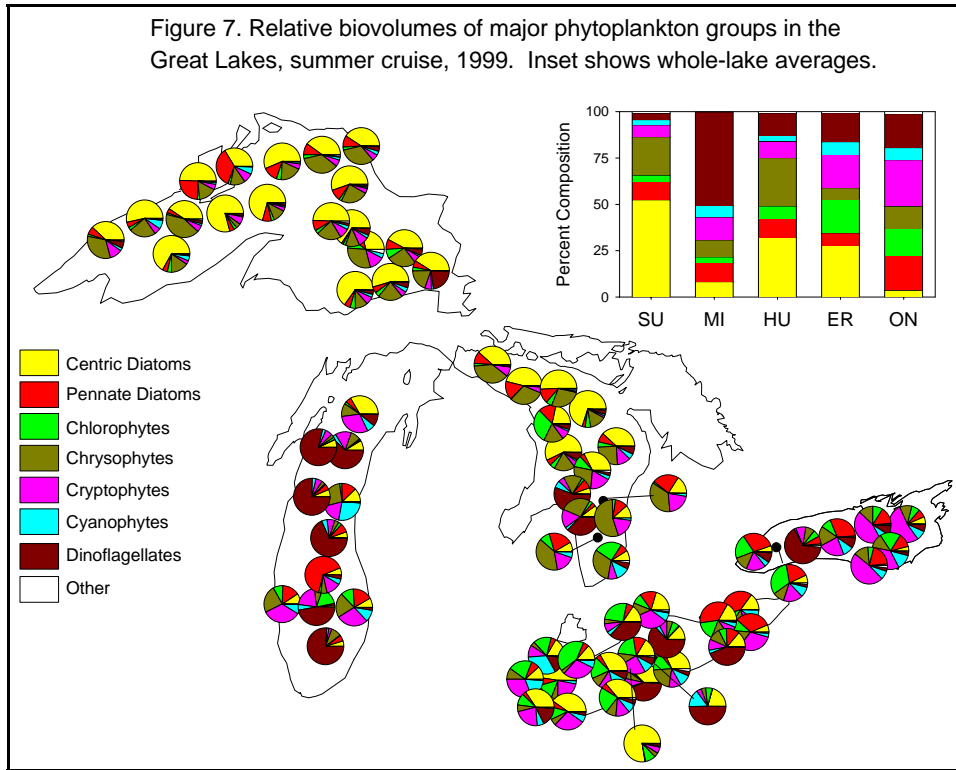 Figure 7. Relative biovolumes of major phytoplankton groups in the
Great Lakes, summer cruise, 1999. Inset shows whole-lake averages.
100
75
50
25
0
Percent Composition
SU MI HU ER ON
Centric Diatoms
Pennate Diatoms
Chlorophytes
Chrysophytes
Cryptophytes
Cyanophytes
Dinoflagellates
Other